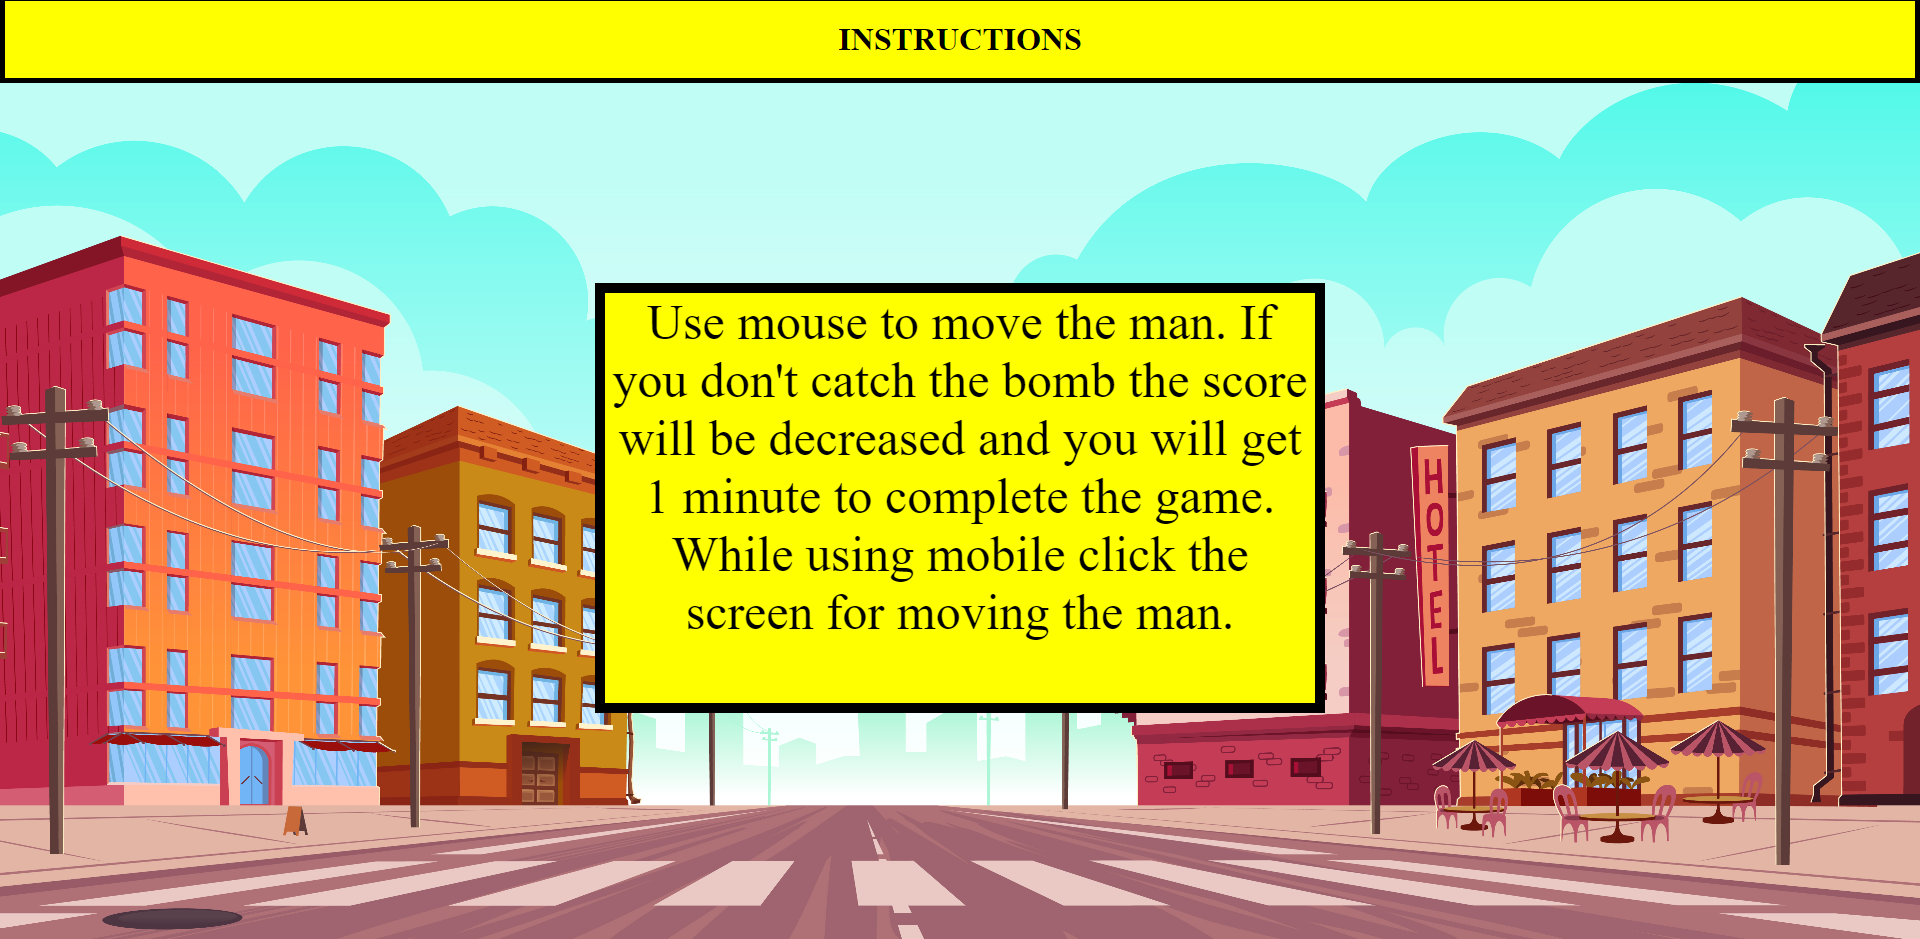 INSTRUCTIONS
Use mouse to move the man. If
you don't catch the bomb the score
will be decreased and you will get
1 minute to complete the game.
While using mobile click the
screen for moving the man.
HOTEL